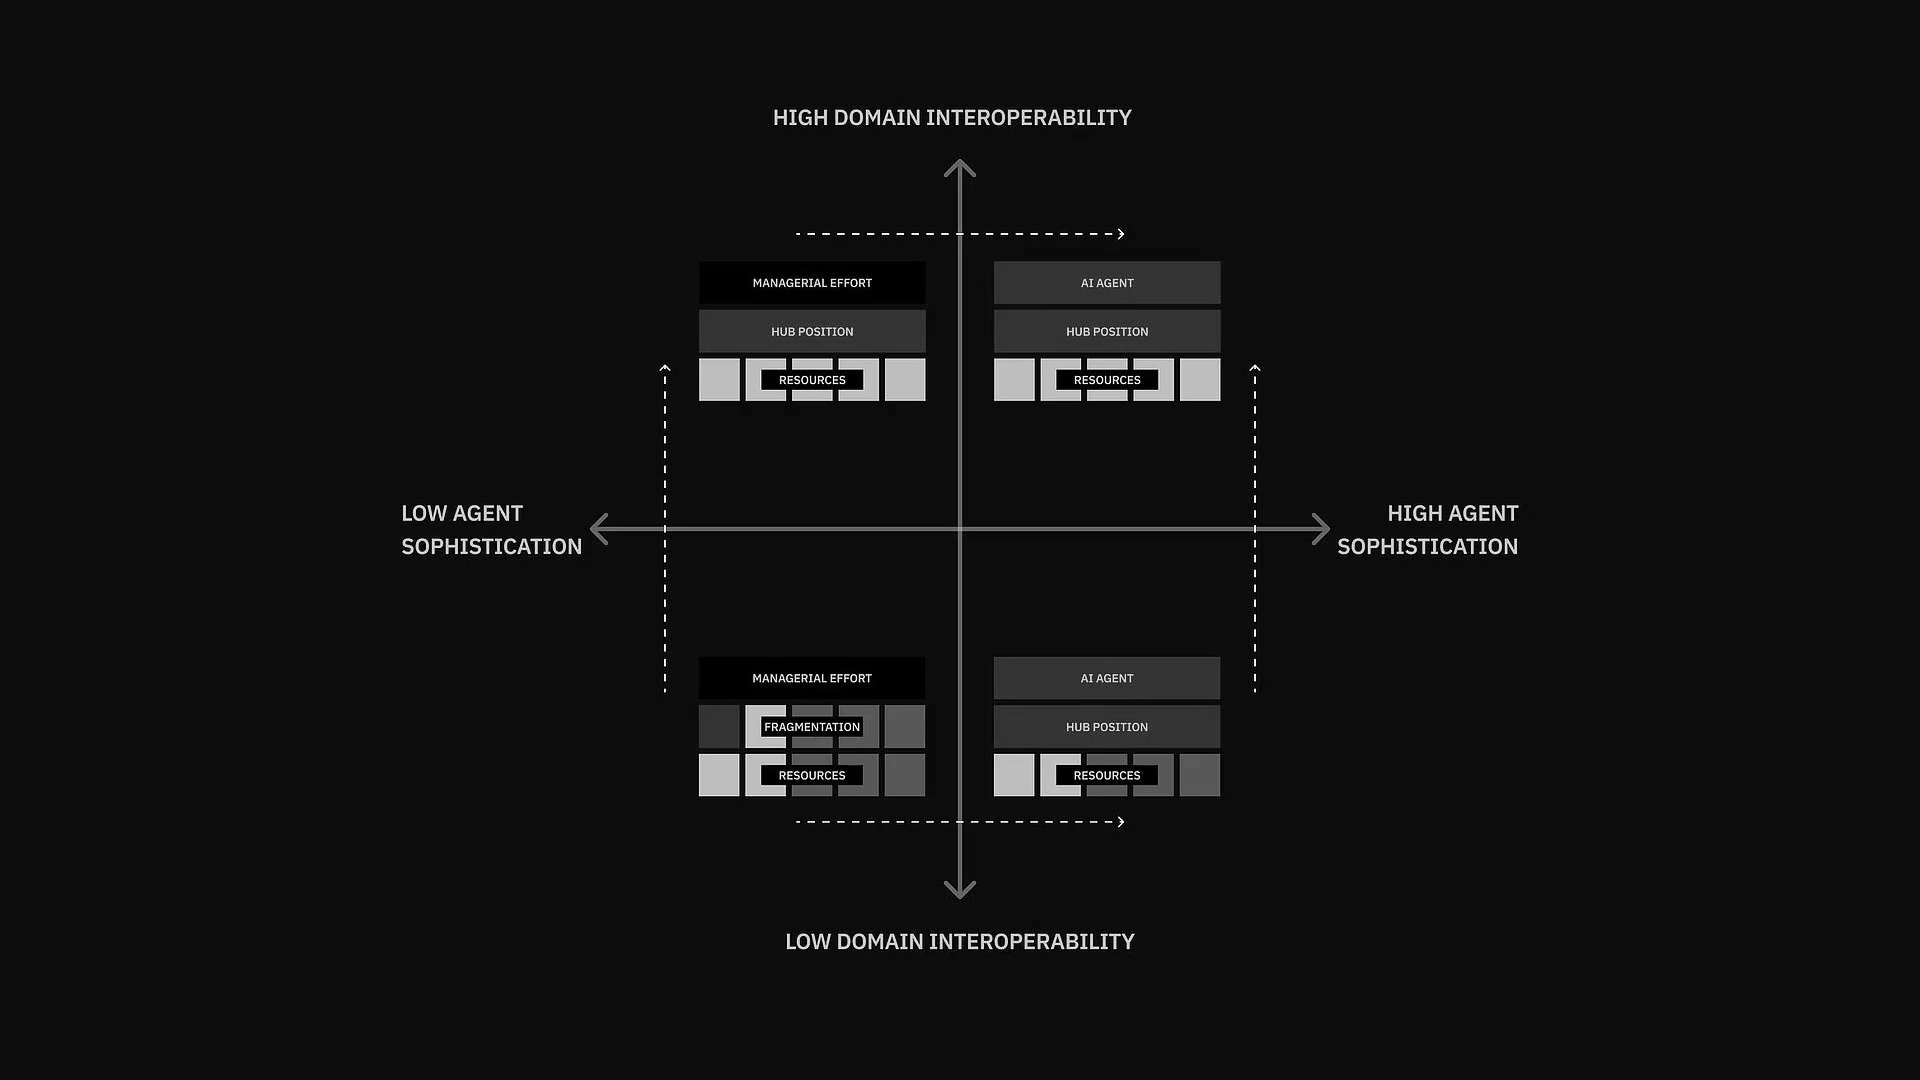 HIGH DOMAIN INTEROPERABILITY
MANAGERIAL EFFORT
AI AGENT
HUB POSITION
HUB POSITION
RESOURCES
RESOURCES
LOW AGENT
SOPHISTICATION
HIGH AGENT
SOPHISTICATION
MANAGERIAL EFFORT
AI AGENT
FRAGMENTATION
HUB POSITION
RESOURCES
RESOURCES
LOW DOMAIN INTEROPERABILITY